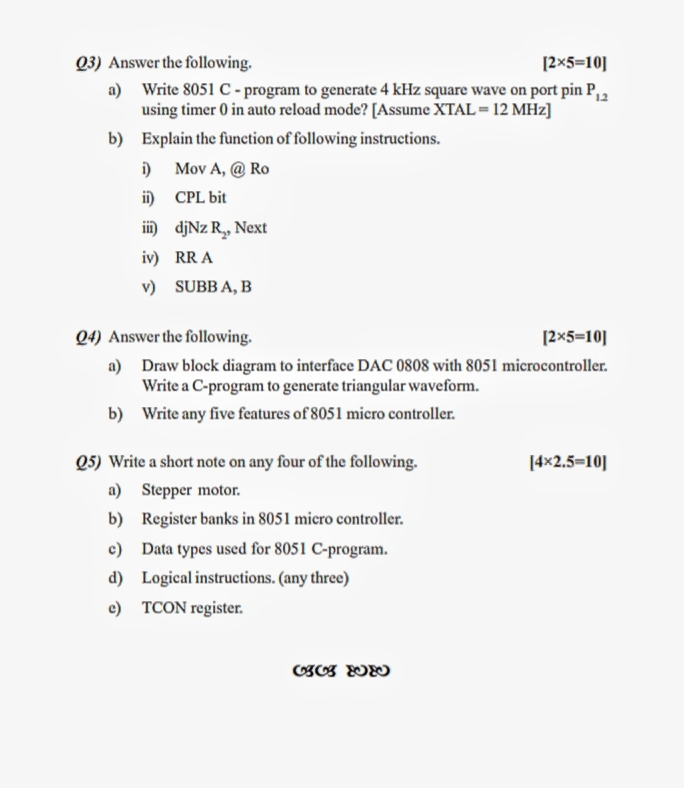 Q3) Answer the following. [2×5=10]
a) Write 8051 C - program to generate 4 kHz square wave on port pin P1.2
using timer 0 in auto reload mode? [Assume XTAL = 12 MHz]
b) Explain the function of following instructions.
i) Mov A, @ Ro
ii) CPL bit
iii) djNz R2, Next
iv) RR A
v) SUBB A, B
Q4) Answer the following. [2×5=10]
a) Draw block diagram to interface DAC 0808 with 8051 microcontroller.
Write a C-program to generate triangular waveform.
b) Write any five features of 8051 micro controller.
Q5) Write a short note on any four of the following. [4×2.5=10]
a) Stepper motor.
b) Register banks in 8051 micro controller.
c) Data types used for 8051 C-program.
d) Logical instructions. (any three)
e) TCON register.